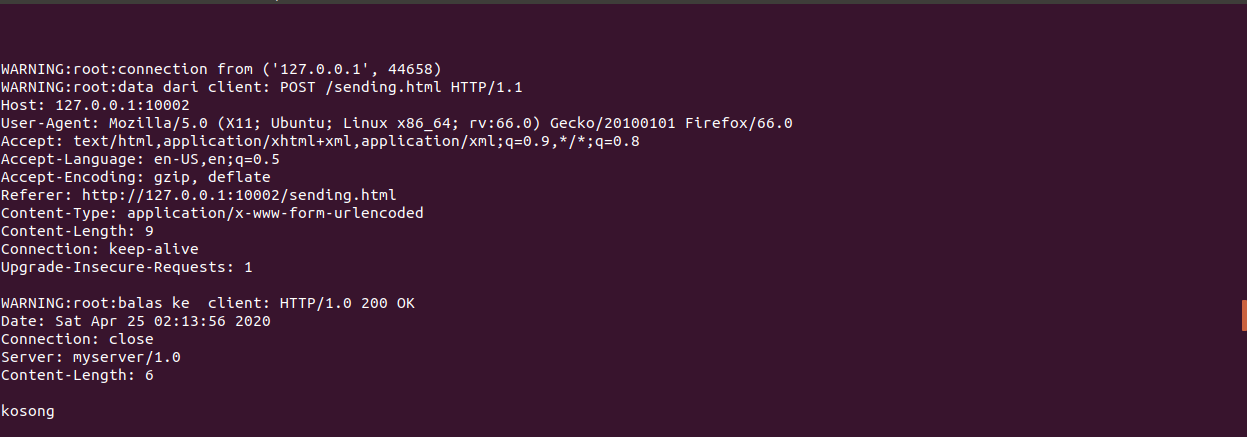 WARNING:root:connection from ('127.0.0.1', 44658)
WARNING:root:data dari client: POST /sending.html HTTP/1.1
Host: 127.0.0.1:10002
User-Agent: Mozilla/5.0 (X11; Ubuntu; Linux x86_64; rv:66.0) Gecko/20100101 Firefox/66.0
Accept: text/html,application/xhtml+xml,application/xml;q=0.9,*/*;q=0.8
Accept-Language: en-US,en;q=0.5
Accept-Encoding: gzip, deflate
Referer: http://127.0.0.1:10002/sending.html
Content-Type: application/x-www-form-urlencoded
Content-Length: 9
Connection: keep-alive
Upgrade-Insecure-Requests: 1
WARNING:root:balas ke  client: HTTP/1.0 200 OK
Date: Sat Apr 25 02:13:56 2020
Connection: close
Server: myserver/1.0
Content-Length: 6
kosong